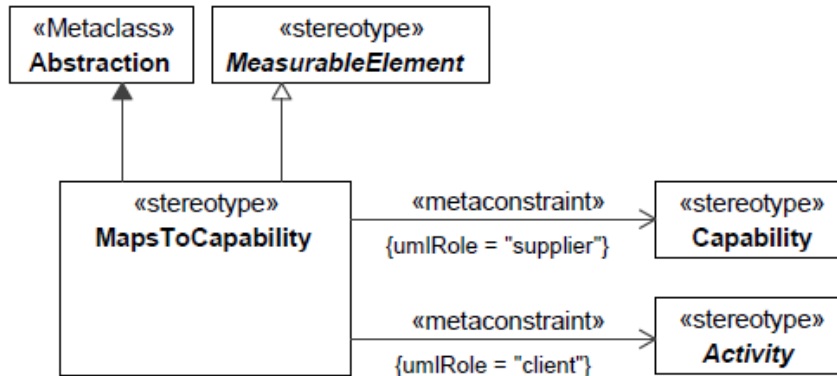 «Metaclass»
Abstraction
«stereotype»
MeasurableElement
«stereotype»
MapsToCapability
«metaconstraint»
{umlRole = "supplier"}
«stereotype»
Capability
«metaconstraint»
{umlRole = "client"}
«stereotype»
Activity